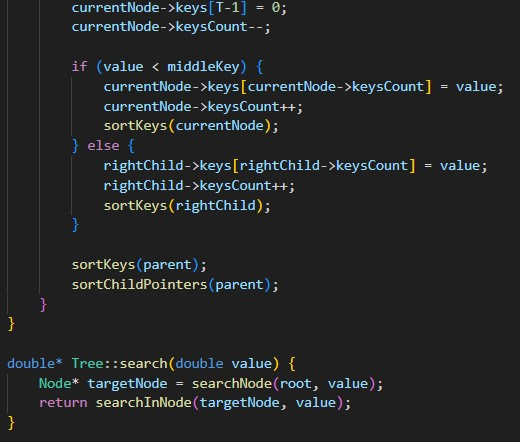 currentNode->keys[T-1] = 0;
currentNode->keysCount--;
if (value < middleKey) {
currentNode->keys[currentNode->keysCount] = value;
currentNode->keysCount++;
sortKeys(currentNode);
} else {
rightChild->keys[rightChild->keysCount] = value;
rightChild->keysCount++;
sortKeys(rightChild);
}
sortKeys(parent);
sortChildPointers(parent);
}
}
double* Tree::search(double value) {
Node* targetNode = searchNode(root, value);
return searchInNode(targetNode, value);
}